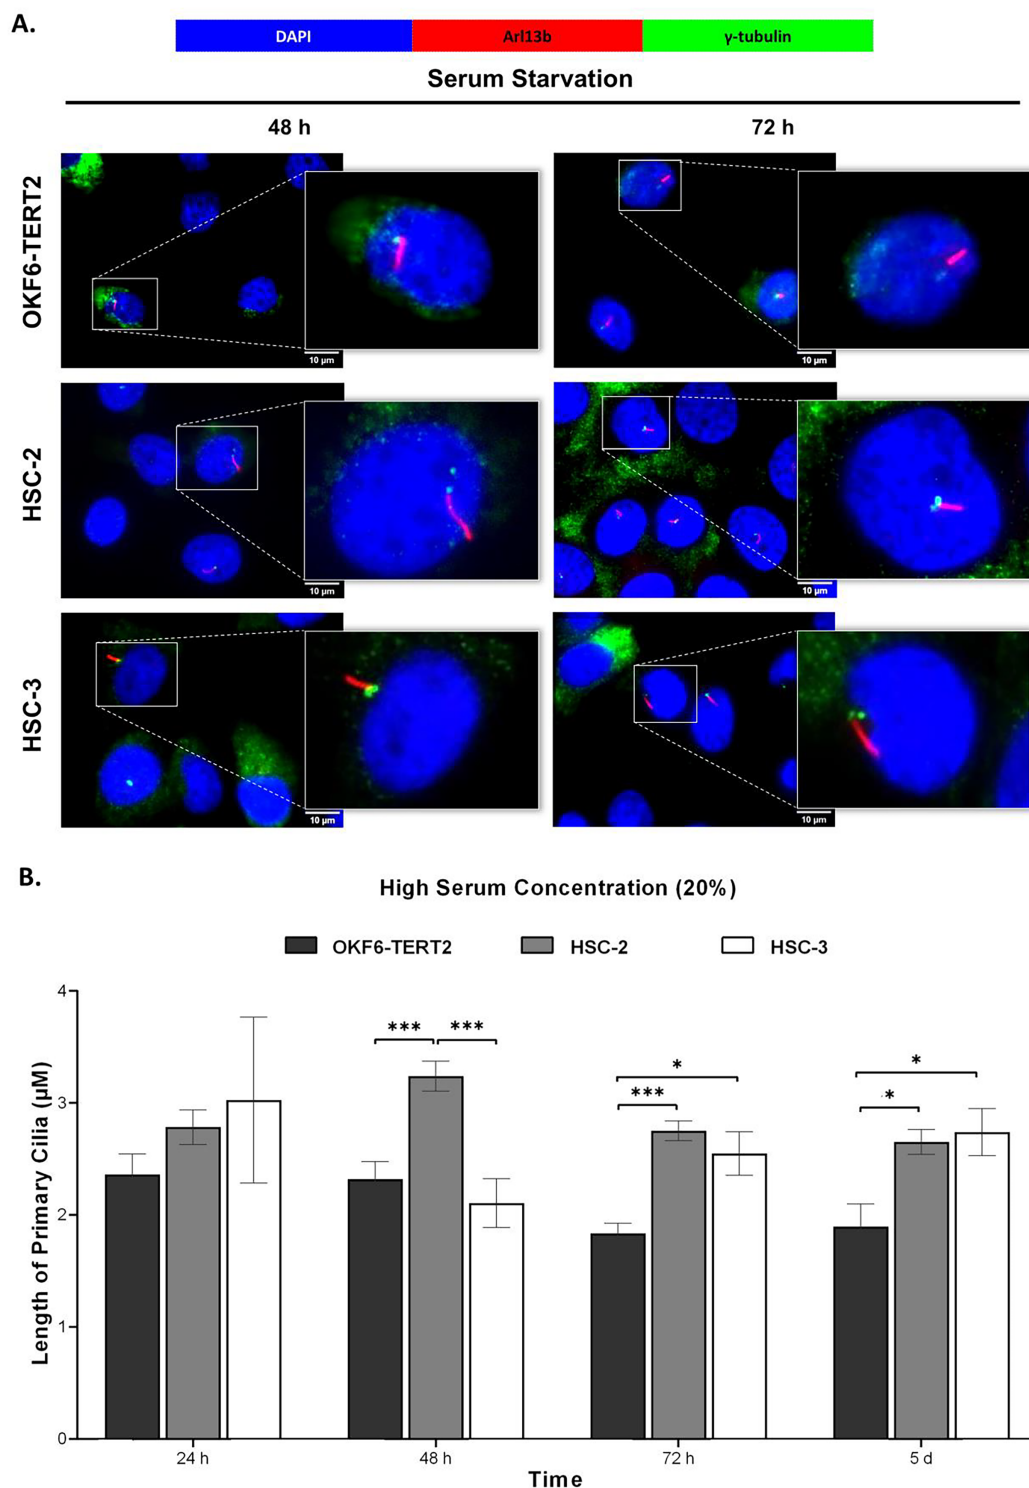 A.
DAPI Arl13b γ-tubulin
Serum Starvation
48 h 72 h
OKF6-TERT2
10 µm 10 µm
HSC-2
10 µm 10 µm
HSC-3
10 µm 10 µm
B.
High Serum Concentration (20%)
OKF6-TERT2 HSC-2 HSC-3
Length of Primary Cilia (µM)
4
3
2
1
0
*** *** * *** * *
24 h 48 h 72 h 5 d
Time